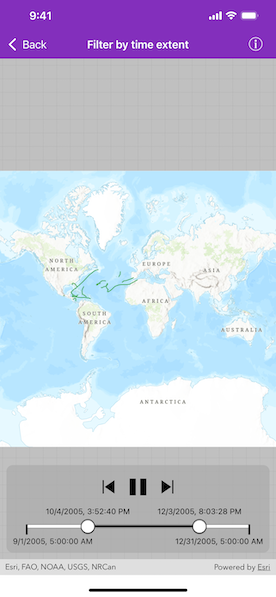 9:41
Back
Filter by time extent
NORTH
AMERICA
EUROPE
ASIA
AFRICA
SOUTH
AMERICA
AUSTRALIA
ANTARCTICA
10/4/2005, 3:52:40 PM
12/3/2005, 8:03:28 PM
9/1/2005, 5:00:00 AM
12/31/2005, 5:00:00 AM
Esri, FAO, NOAA, USGS, NRCan
Powered by Esri